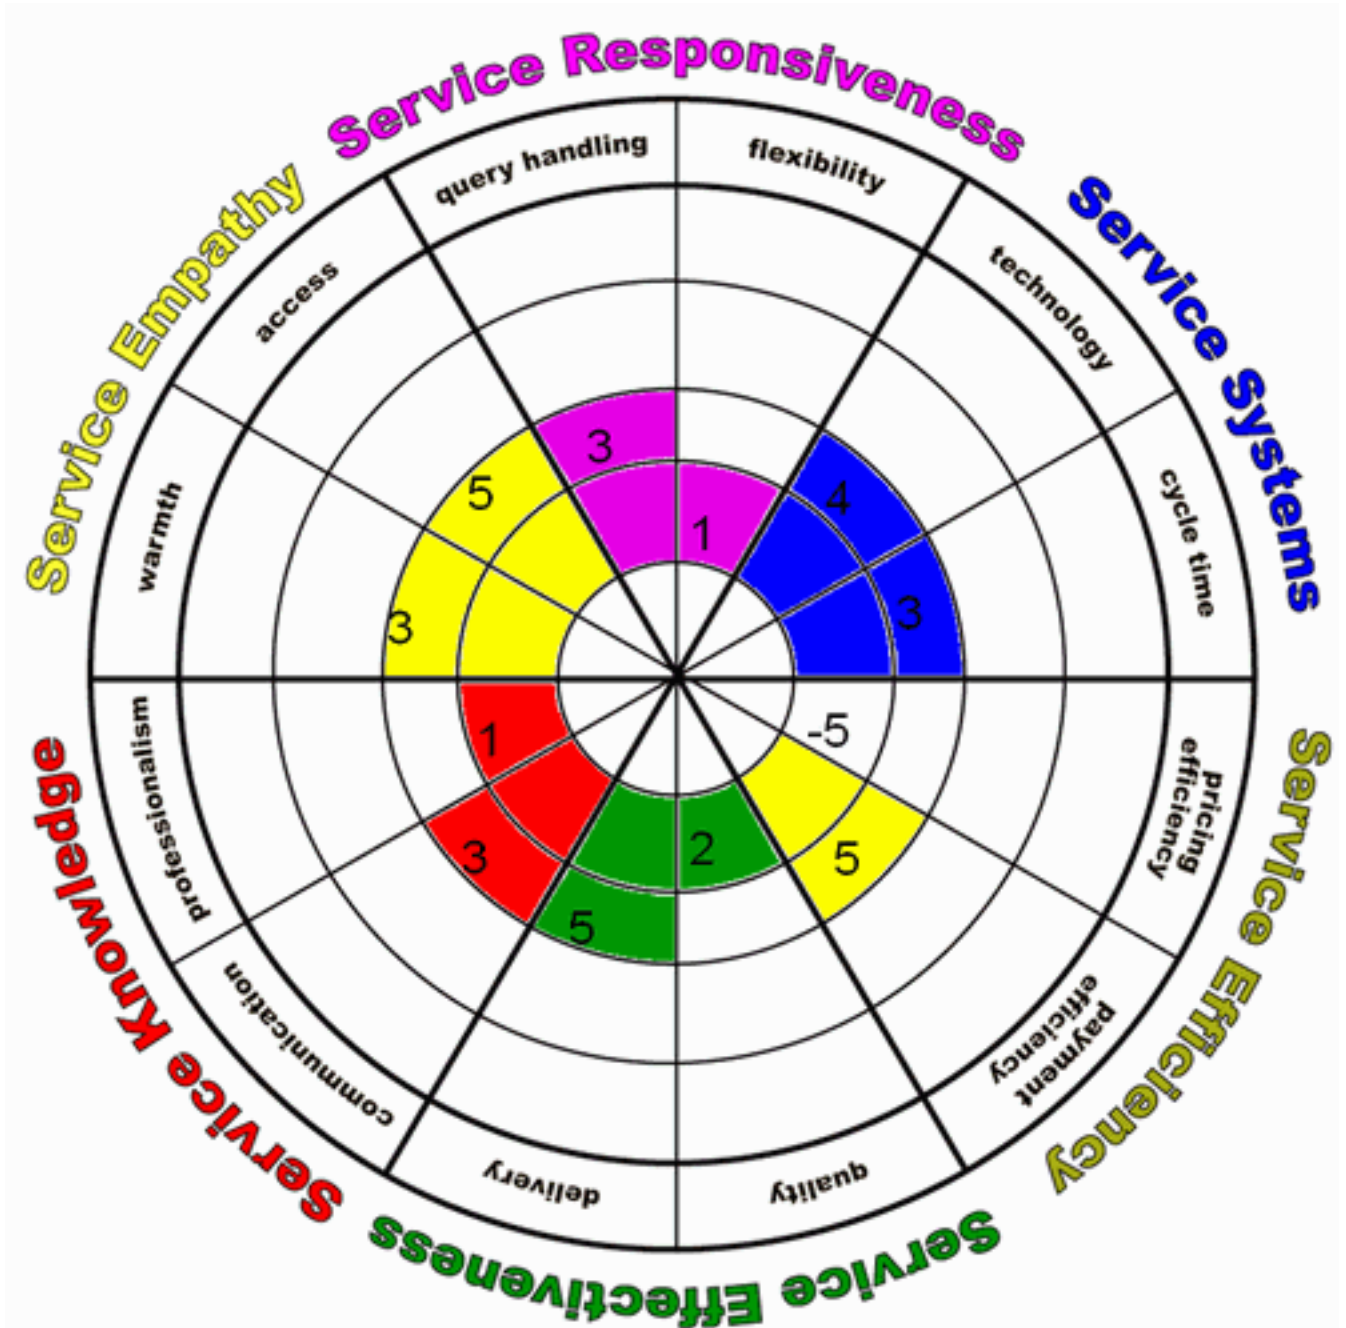 Service Responsiveness
query handling
flexibility
Service Systems
technology
cycle time
Service Efficiency
pricing
efficiency
payment
efficiency
Service Effectiveness
quality
delivery
Service Knowledge
communication
professionalism
Service Empathy
warmth
access
3
1
4
3
-5
5
2
5
3
1
3
5